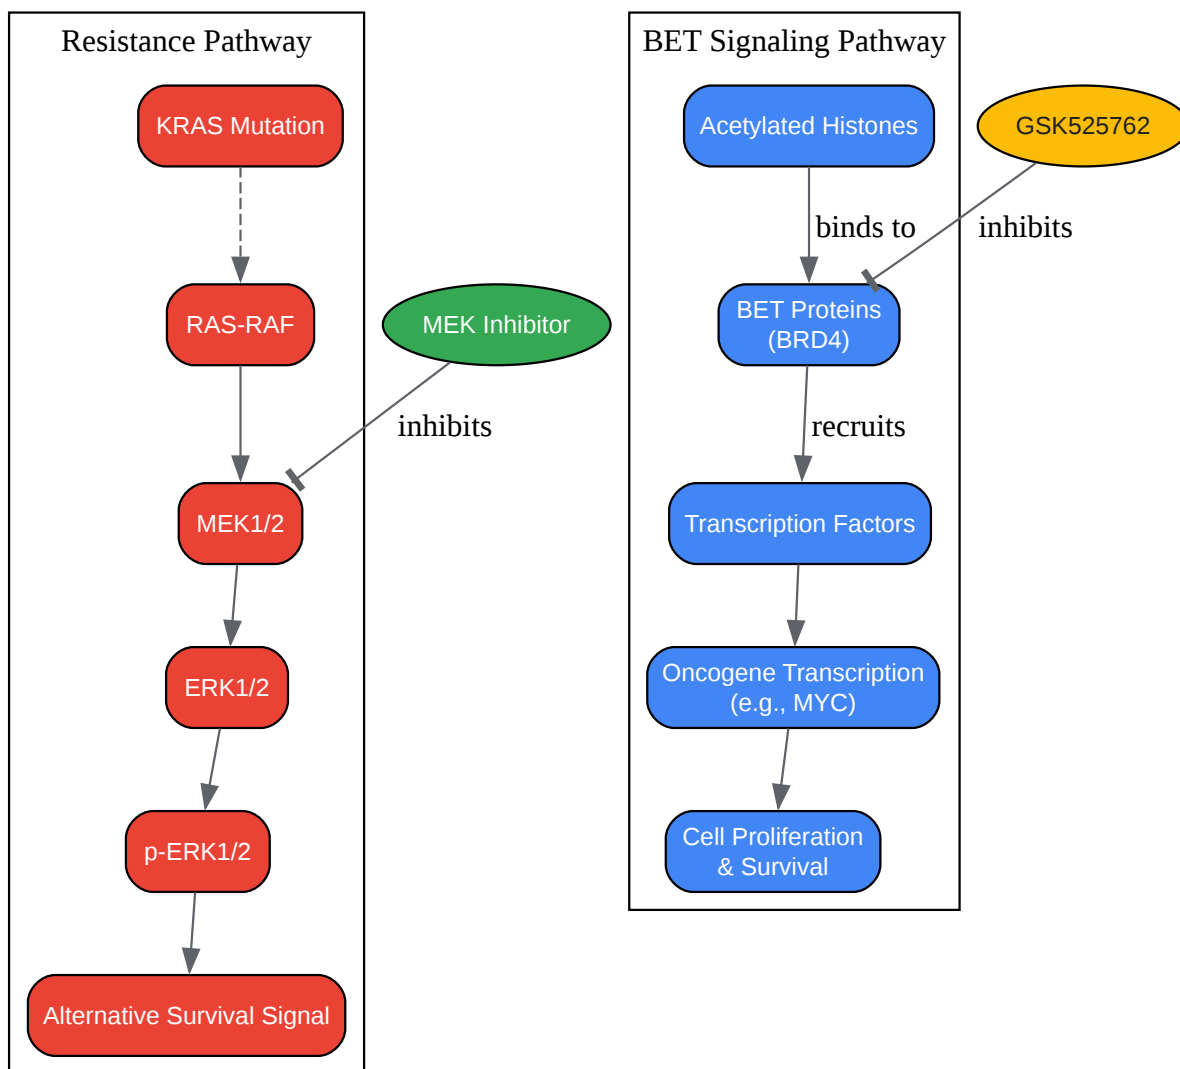 Resistance Pathway
KRAS Mutation
RAS-RAF
MEK Inhibitor
inhibits
MEK1/2
ERK1/2
p-ERK1/2
Alternative Survival Signal
BET Signaling Pathway
Acetylated Histones
GSK525762
binds to
inhibits
BET Proteins
(BRD4)
recruits
Transcription Factors
Oncogene Transcription
(e.g., MYC)
Cell Proliferation
& Survival